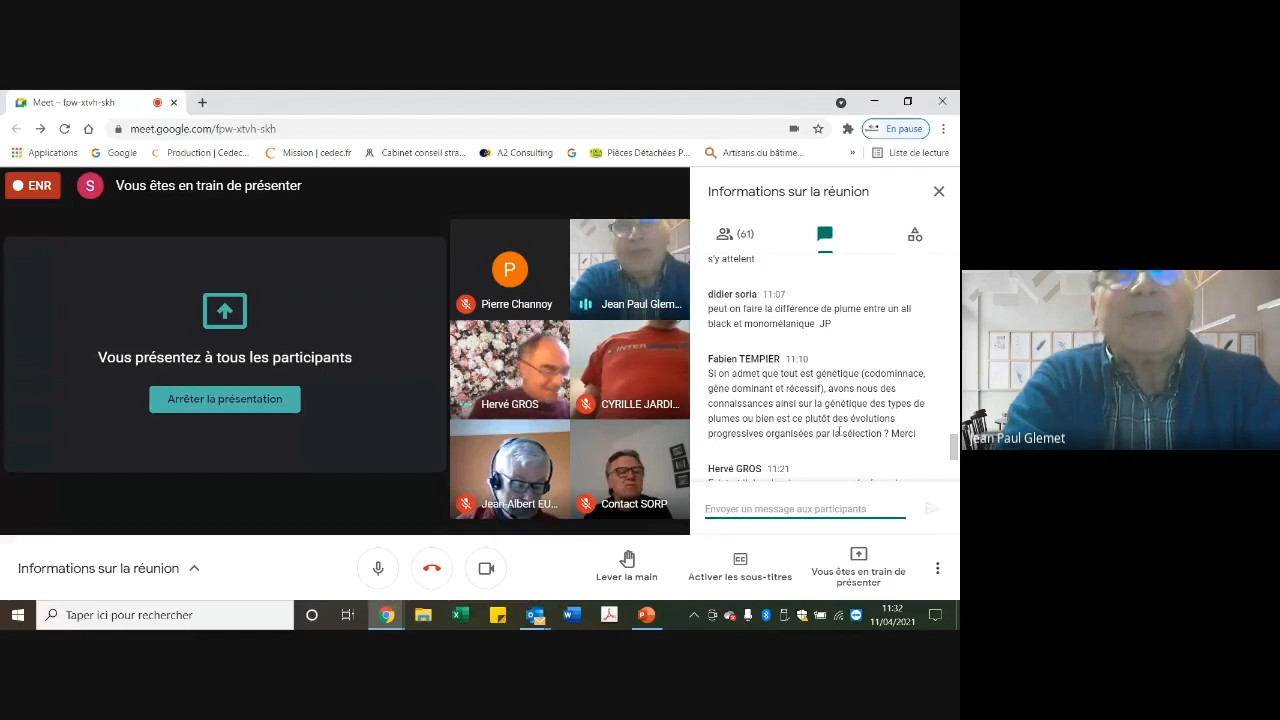 Meet – fpw-xtvh-skh
meet.google.com/fpw-xtvh-skh
En pause
Applications
Google
Production | Cedec...
Mission | cedec.fr
Cabinet conseil stra...
A2 Consulting
Pièces Détachées P...
Artisans du bâtime...
»
Liste de lecture
ENR
S
Vous êtes en train de présenter
Informations sur la réunion
(61)
s'y attelent
didier soria 11:07
peut on faire la différence de plume entre un all
black et monomélanique JP
Fabien TEMPIER 11:10
Si on admet que tout est génétique (codominnace,
gène dominant et récessif), avons nous des
connaissances ainsi sur la génétique des types de
plumes ou bien est ce plutôt des évolutions
progressives organisées par la sélection ? Merci
Hervé GROS 11:21
Envoyer un message aux participants
Vous présentez à tous les participants
Arrêter la présentation
P
Pierre Channoy
Jean Paul Glem...
Hervé GROS
CYRILLE JARDI...
Jean-Albert EU...
Contact SORP
Informations sur la réunion
Lever la main
Activer les sous-titres
Vous êtes en train de
présenter
Taper ici pour rechercher
11:32
11/04/2021
Jean Paul Glemet